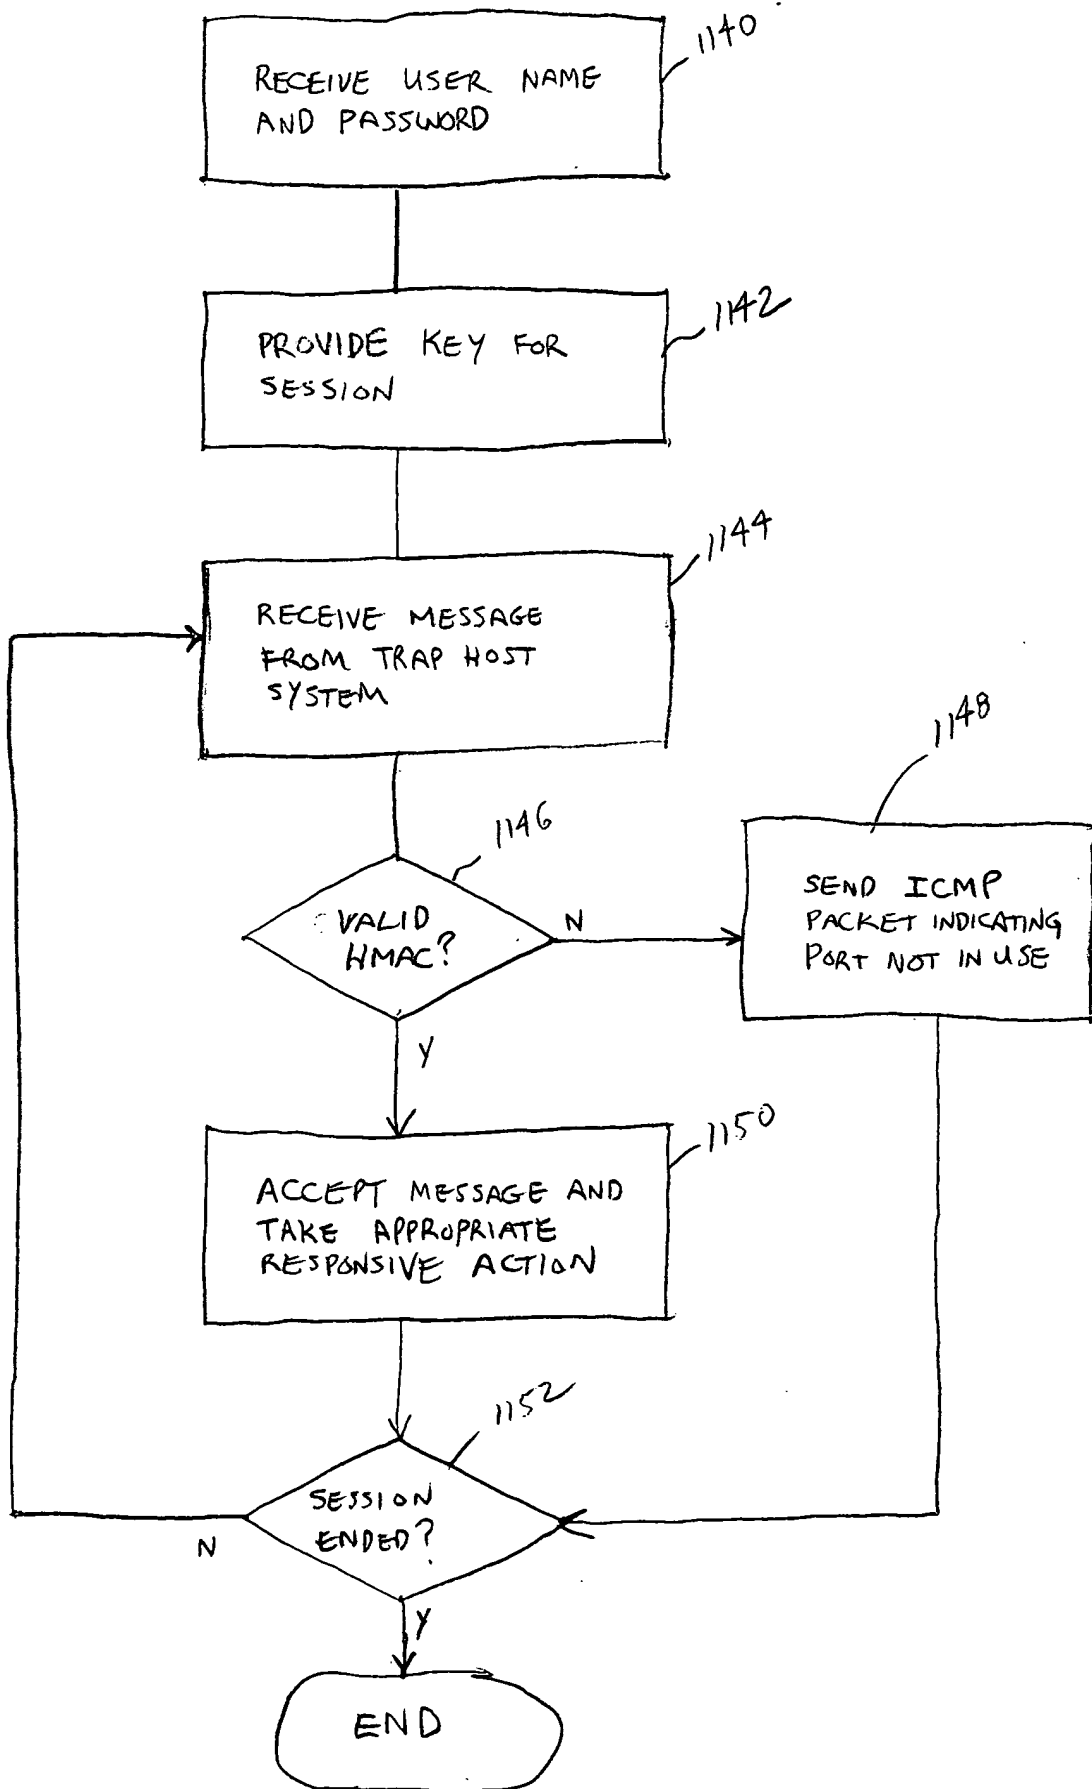 1140
RECEIVE USER NAME
AND PASSWORD
1142
PROVIDE KEY FOR
SESSION
1144
RECEIVE MESSAGE
FROM TRAP HOST
SYSTEM
1146
VALID
HMAC?
N
1148
SEND ICMP
PACKET INDICATING
PORT NOT IN USE
Y
1150
ACCEPT MESSAGE AND
TAKE APPROPRIATE
RESPONSIVE ACTION
1152
SESSION
ENDED?
N
Y
END